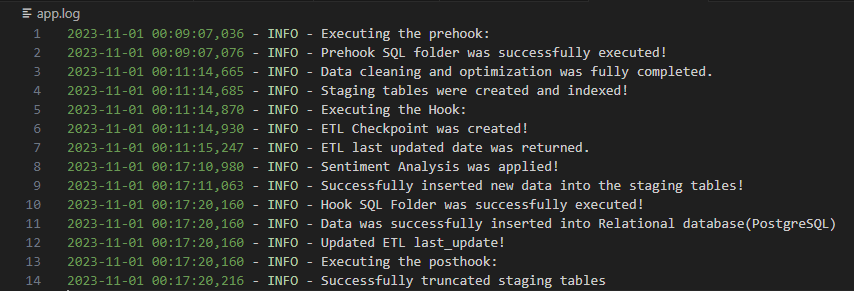 app.log
1 2023-11-01 00:09:07,036 - INFO - Executing the prehook:
2 2023-11-01 00:09:07,076 - INFO - Prehook SQL folder was successfully executed!
3 2023-11-01 00:11:14,665 - INFO - Data cleaning and optimization was fully completed.
4 2023-11-01 00:11:14,685 - INFO - Staging tables were created and indexed!
5 2023-11-01 00:11:14,870 - INFO - Executing the Hook:
6 2023-11-01 00:11:14,930 - INFO - ETL Checkpoint was created!
7 2023-11-01 00:11:15,247 - INFO - ETL last updated date was returned.
8 2023-11-01 00:17:10,980 - INFO - Sentiment Analysis was applied!
9 2023-11-01 00:17:11,063 - INFO - Successfully inserted new data into the staging tables!
10 2023-11-01 00:17:20,160 - INFO - Hook SQL Folder was successfully executed!
11 2023-11-01 00:17:20,160 - INFO - Data was successfully inserted into Relational database(PostgreSQL)
12 2023-11-01 00:17:20,160 - INFO - Updated ETL last_update!
13 2023-11-01 00:17:20,160 - INFO - Executing the posthook:
14 2023-11-01 00:17:20,216 - INFO - Successfully truncated staging tables